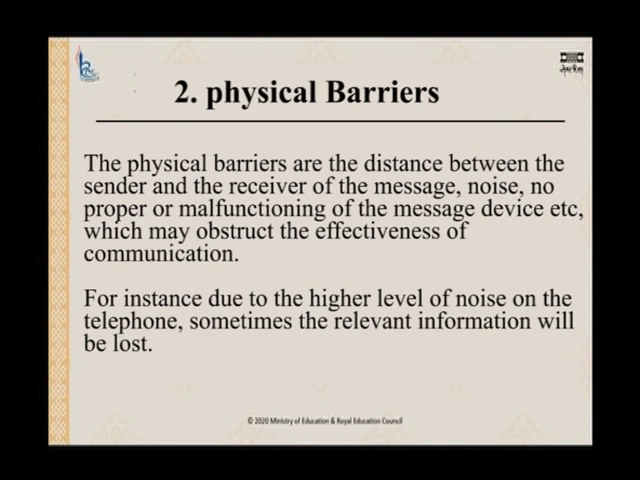 2. physical Barriers
The physical barriers are the distance between the
sender and the receiver of the message, noise, no
proper or malfunctioning of the message device etc,
which may obstruct the effectiveness of
communication.
For instance due to the higher level of noise on the
telephone, sometimes the relevant information will
be lost.
© 2020 Ministry of Education & Royal Education Council